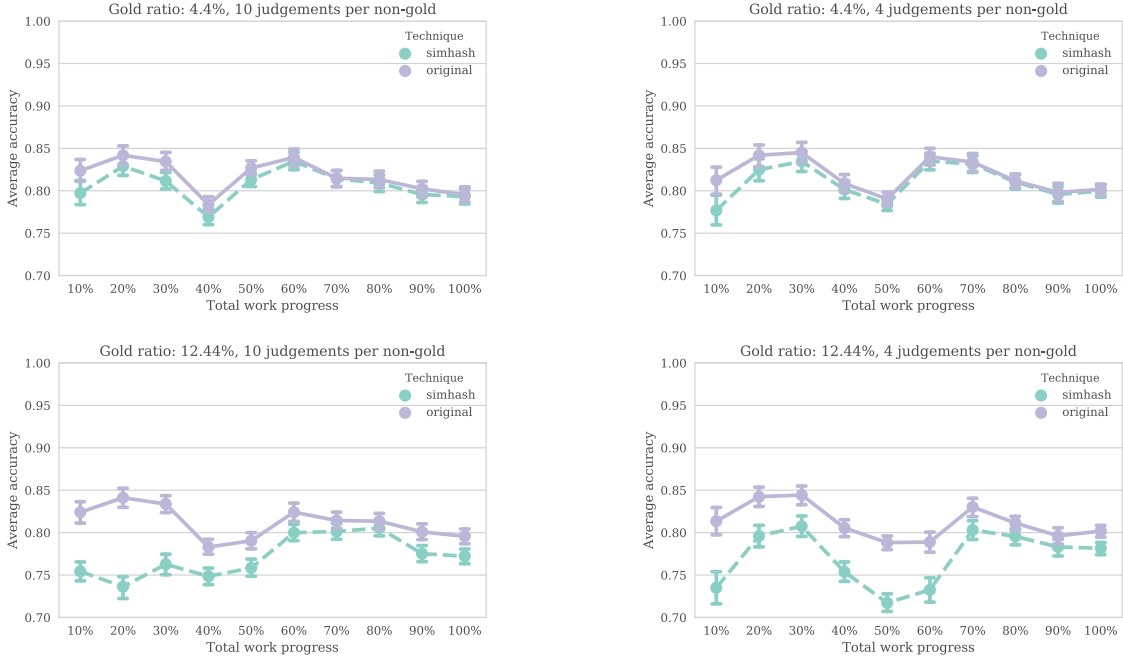 Gold ratio: 4.4%, 10 judgements per non-gold
1.00
0.95
0.90
0.85
0.80
0.75
0.70
Average accuracy
Technique
simhash
original
10% 20% 30% 40% 50% 60% 70% 80% 90% 100%
Total work progress
Gold ratio: 4.4%, 4 judgements per non-gold
1.00
0.95
0.90
0.85
0.80
0.75
0.70
Average accuracy
Technique
simhash
original
10% 20% 30% 40% 50% 60% 70% 80% 90% 100%
Total work progress
Gold ratio: 12.44%, 10 judgements per non-gold
1.00
0.95
0.90
0.85
0.80
0.75
0.70
Average accuracy
Technique
simhash
original
10% 20% 30% 40% 50% 60% 70% 80% 90% 100%
Total work progress
Gold ratio: 12.44%, 4 judgements per non-gold
1.00
0.95
0.90
0.85
0.80
0.75
0.70
Average accuracy
Technique
simhash
original
10% 20% 30% 40% 50% 60% 70% 80% 90% 100%
Total work progress